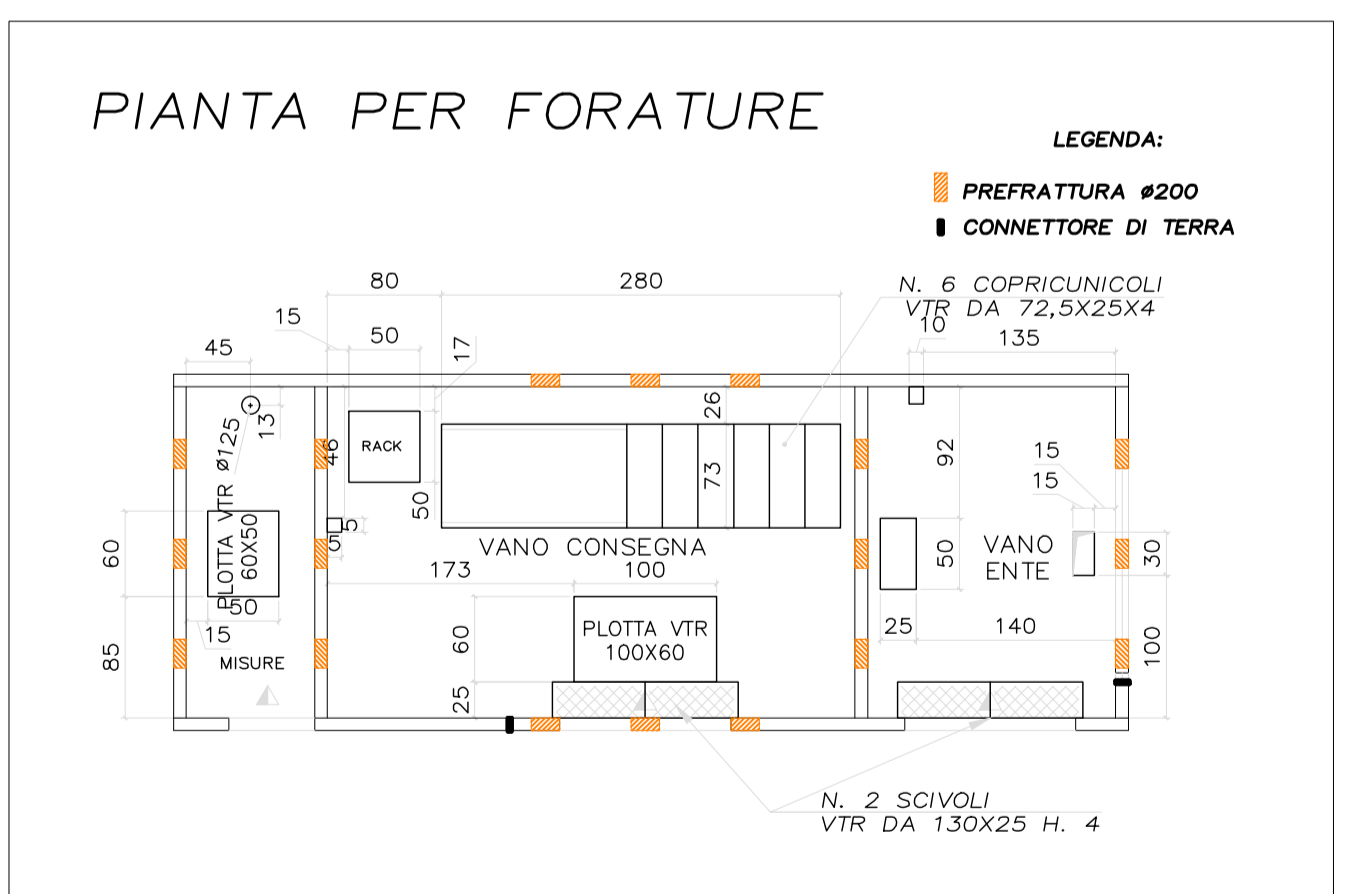 PIANTA PER FORATURE
LEGENDA:
PREFRATTURA ø200
CONNETTORE DI TERRA
80
280
N. 6 COPRICUNICOLI
VTR DA 72,5X25X4
15
50
17
10
135
45
13
46
RACK
26
73
92
15
15
PLOTTA VTR ø125
60X50
50
5
5
VANO CONSEGNA
50
VANO
ENTE
30
60
173
100
50
15
25
140
85
MISURE
60
PLOTTA VTR
100X60
25
100
N. 2 SCIVOLI
VTR DA 130X25 H. 4